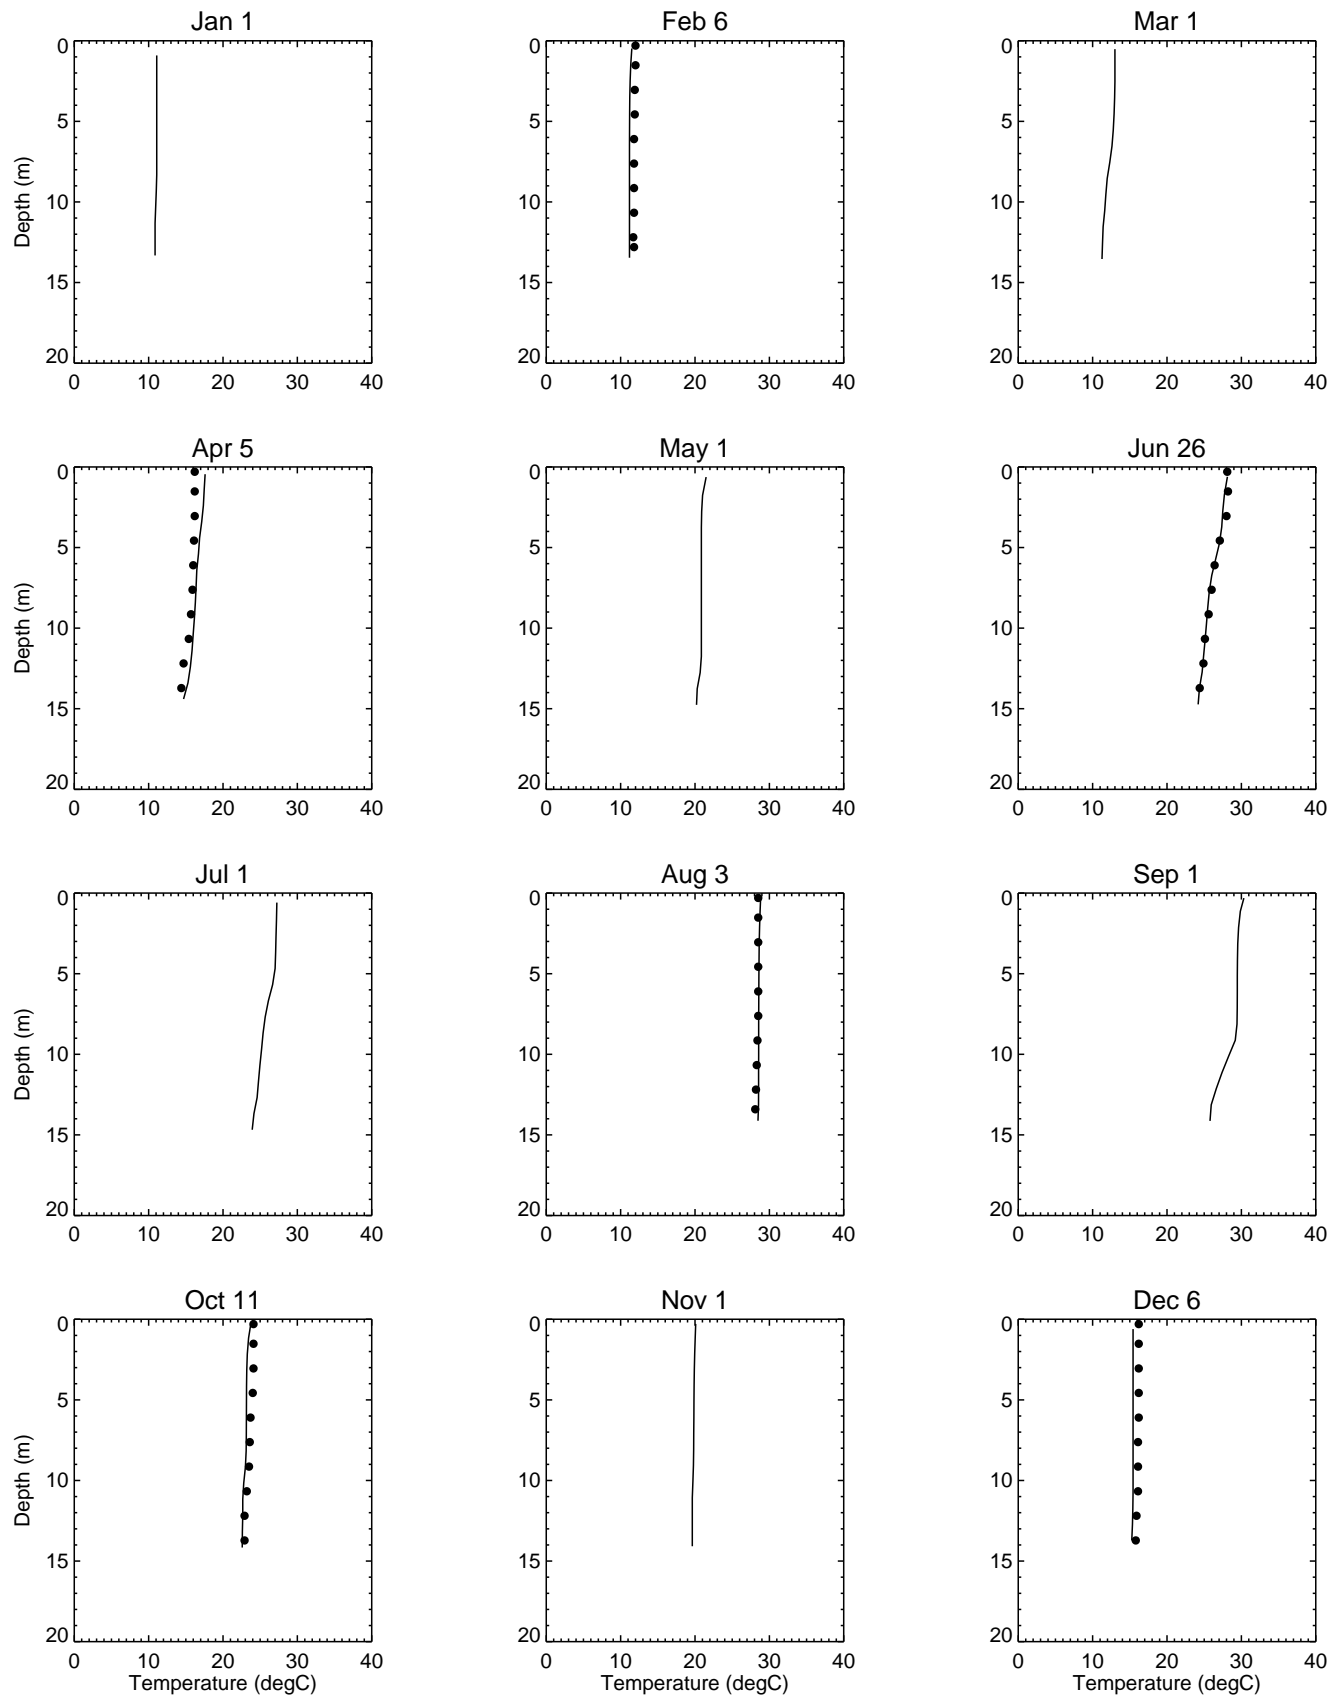 Jan 1 Feb 6 Mar 1
0 0 0
5 5 5
10 10 10
15 15 15
20 20 20
Depth (m)
0 10 20 30 40 0 10 20 30 40 0 10 20 30 40
Apr 5 May 1 Jun 26
0 0 0
5 5 5
10 10 10
15 15 15
20 20 20
Depth (m)
0 10 20 30 40 0 10 20 30 40 0 10 20 30 40
Jul 1 Aug 3 Sep 1
0 0 0
5 5 5
10 10 10
15 15 15
20 20 20
Depth (m)
0 10 20 30 40 0 10 20 30 40 0 10 20 30 40
Oct 11 Nov 1 Dec 6
0 0 0
5 5 5
10 10 10
15 15 15
20 20 20
Depth (m)
0 10 20 30 40 0 10 20 30 40 0 10 20 30 40
Temperature (degC) Temperature (degC) Temperature (degC)